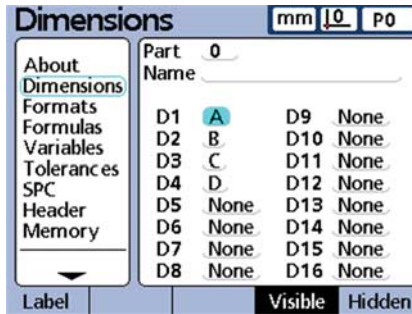 Dimensions mm 0 P0
About
Dimensions
Formats
Formulas
Variables
Tolerances
SPC
Header
Memory
Part 0
Name
D1 A D9 None
D2 B D10 None
D3 C D11 None
D4 D D12 None
D5 None D13 None
D6 None D14 None
D7 None D15 None
D8 None D16 None
Label Visible Hidden